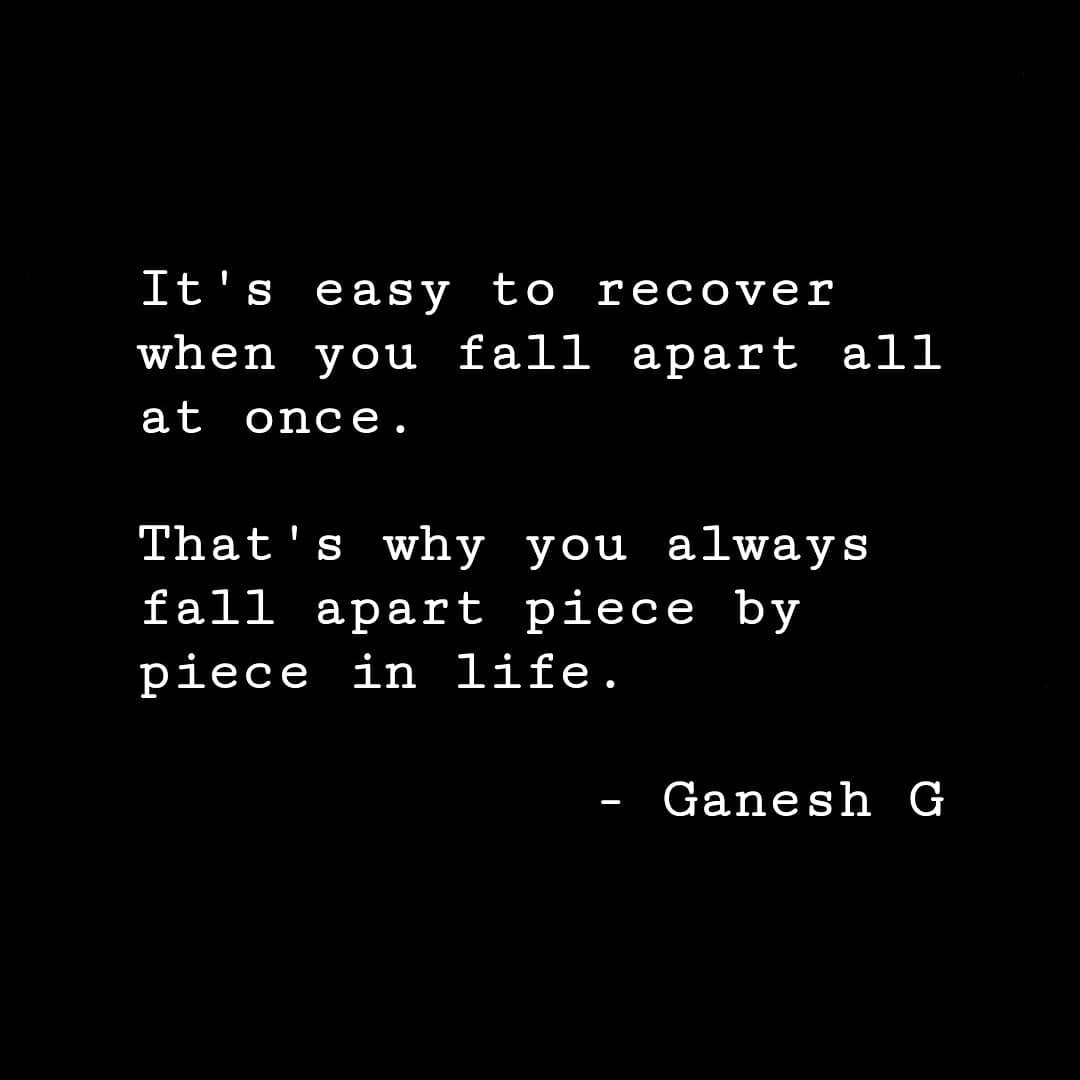 It's easy to recover
when you fall apart all
at once.
That's why you always
fall apart piece by
piece in life.
- Ganesh G